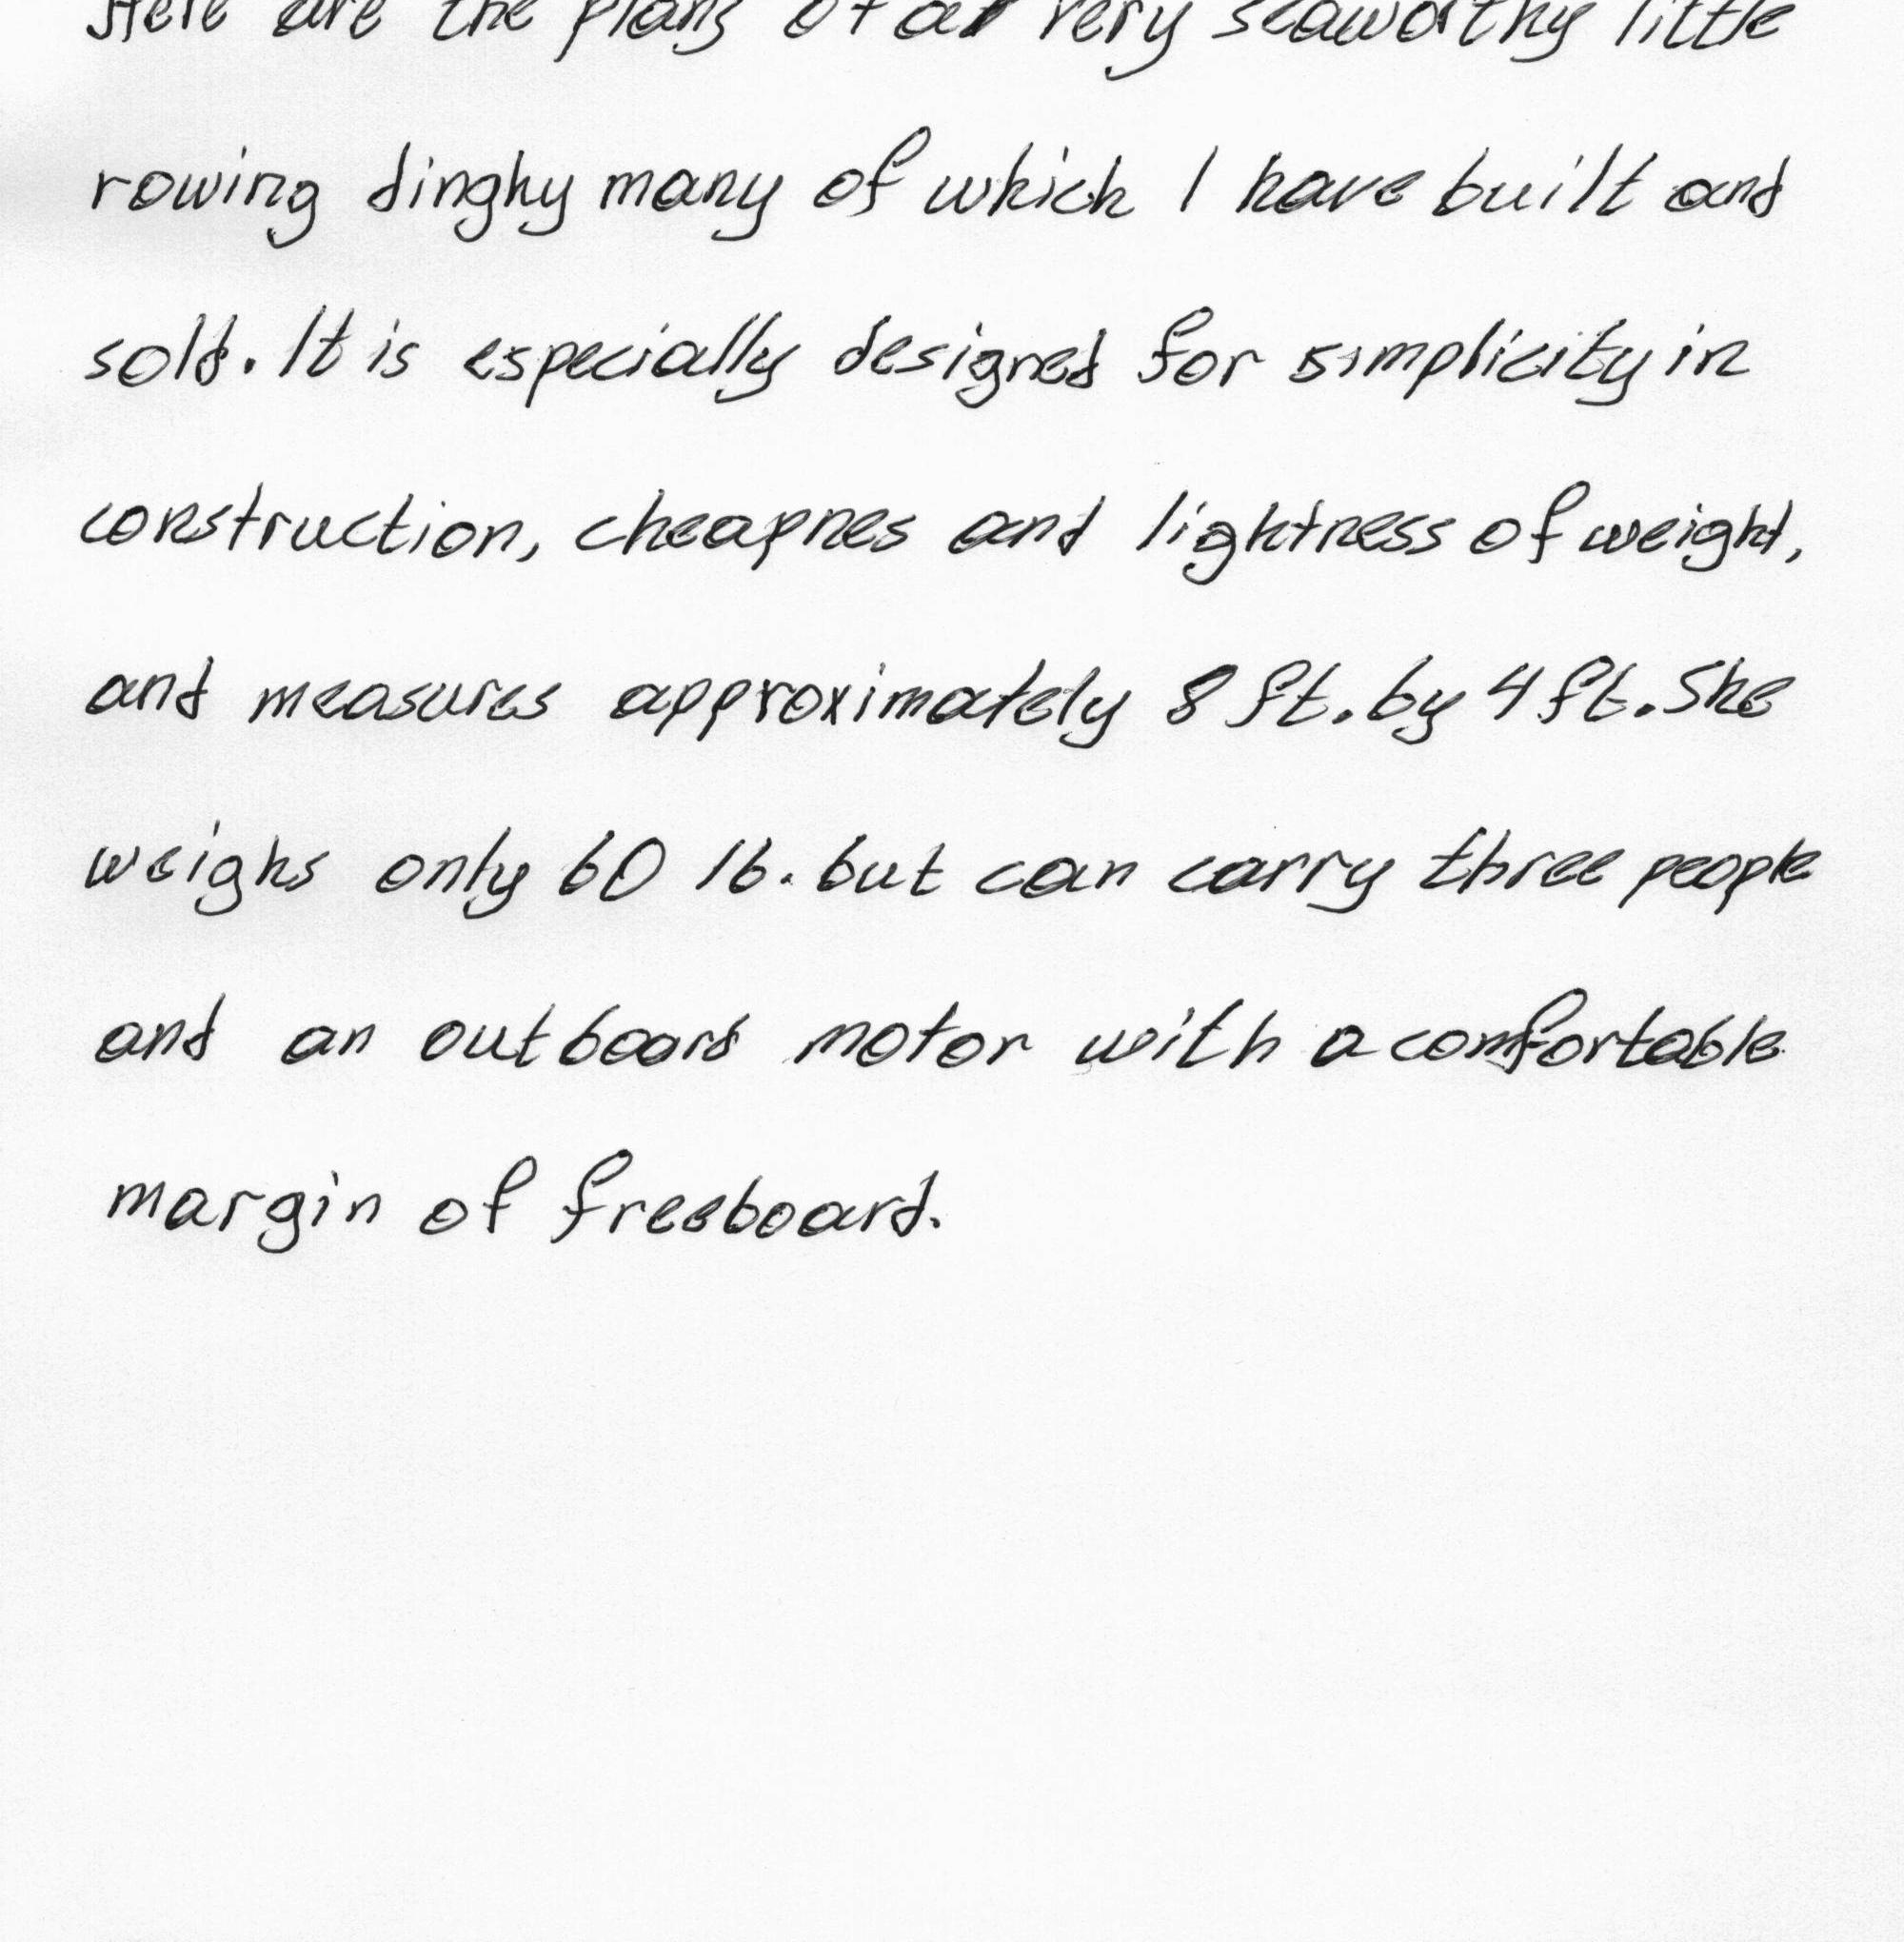 Here are the plans of a very seaworthy little
rowing dinghy many of which I have built and
sold. It is especially designed for simplicity in
construction, cheapnes and lightness of weight,
and measures approximately 8 ft. by 4 ft. She
weighs only 60 lb. but can carry three people
and an outboard motor with a comfortable
margin of freeboard.